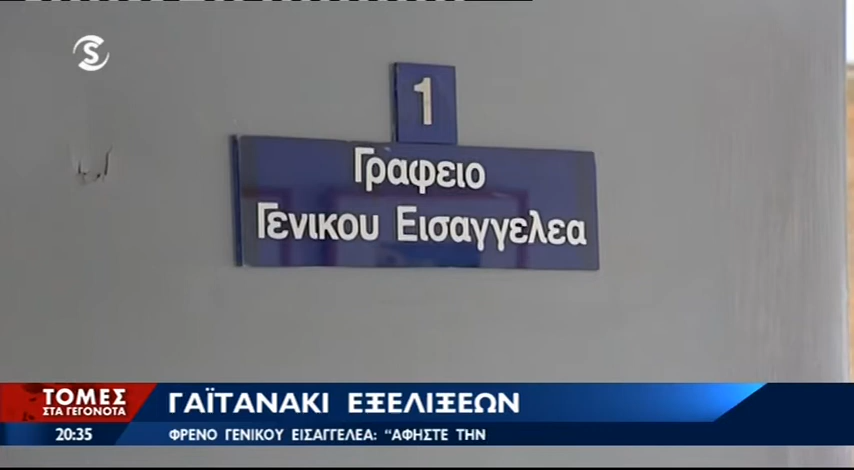 S
1
Γραφειο
Γενικου Εισαγγελεα
ΤΟΜΕΣ
ΣΤΑ ΓΕΓΟΝΟΤΑ
ΓΑΪΤΑΝΑΚΙ ΕΞΕΛΙΞΕΩΝ
20:35
ΦΡΕΝΟ ΓΕΝΙΚΟΥ ΕΙΣΑΓΓΕΛΕΑ: “ΑΦΗΣΤΕ ΤΗΝ